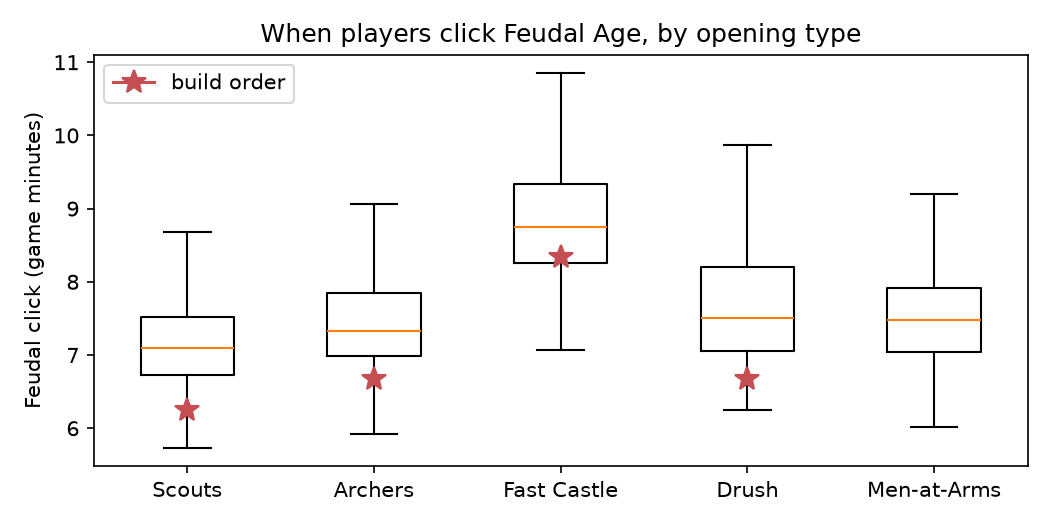 When players click Feudal Age, by opening type
build order
Feudal click (game minutes)
11
10
9
8
7
6
Scouts
Archers
Fast Castle
Drush
Men-at-Arms